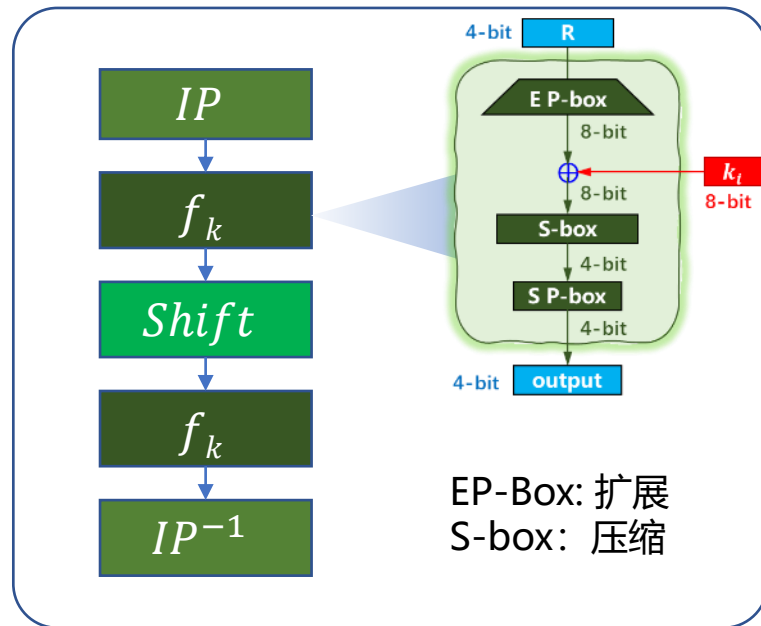 IP
f_k
Shift
f_k
IP⁻¹
4-bit R
E P-box
8-bit
k_i
8-bit
8-bit
S-box
4-bit
S P-box
4-bit
4-bit output
EP-Box: 扩展
S-box：压缩